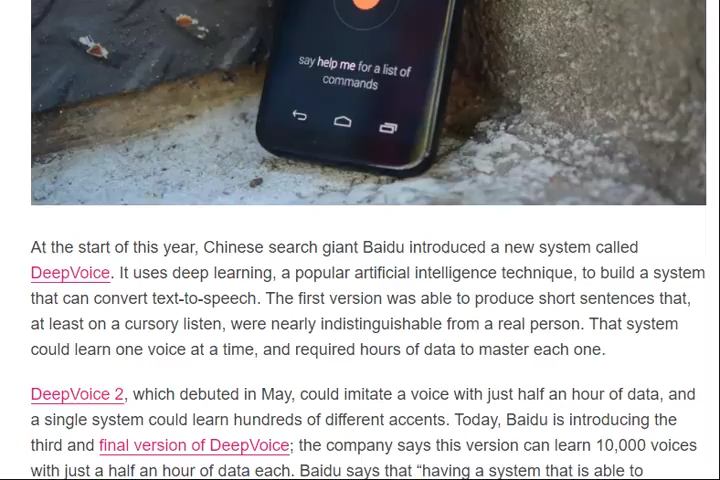 say help me for a list of
commands
At the start of this year, Chinese search giant Baidu introduced a new system called
DeepVoice. It uses deep learning, a popular artificial intelligence technique, to build a system
that can convert text-to-speech. The first version was able to produce short sentences that,
at least on a cursory listen, were nearly indistinguishable from a real person. That system
could learn one voice at a time, and required hours of data to master each one.
DeepVoice 2, which debuted in May, could imitate a voice with just half an hour of data, and
a single system could learn hundreds of different accents. Today, Baidu is introducing the
third and final version of DeepVoice; the company says this version can learn 10,000 voices
with just a half an hour of data each. Baidu says that “having a system that is able to